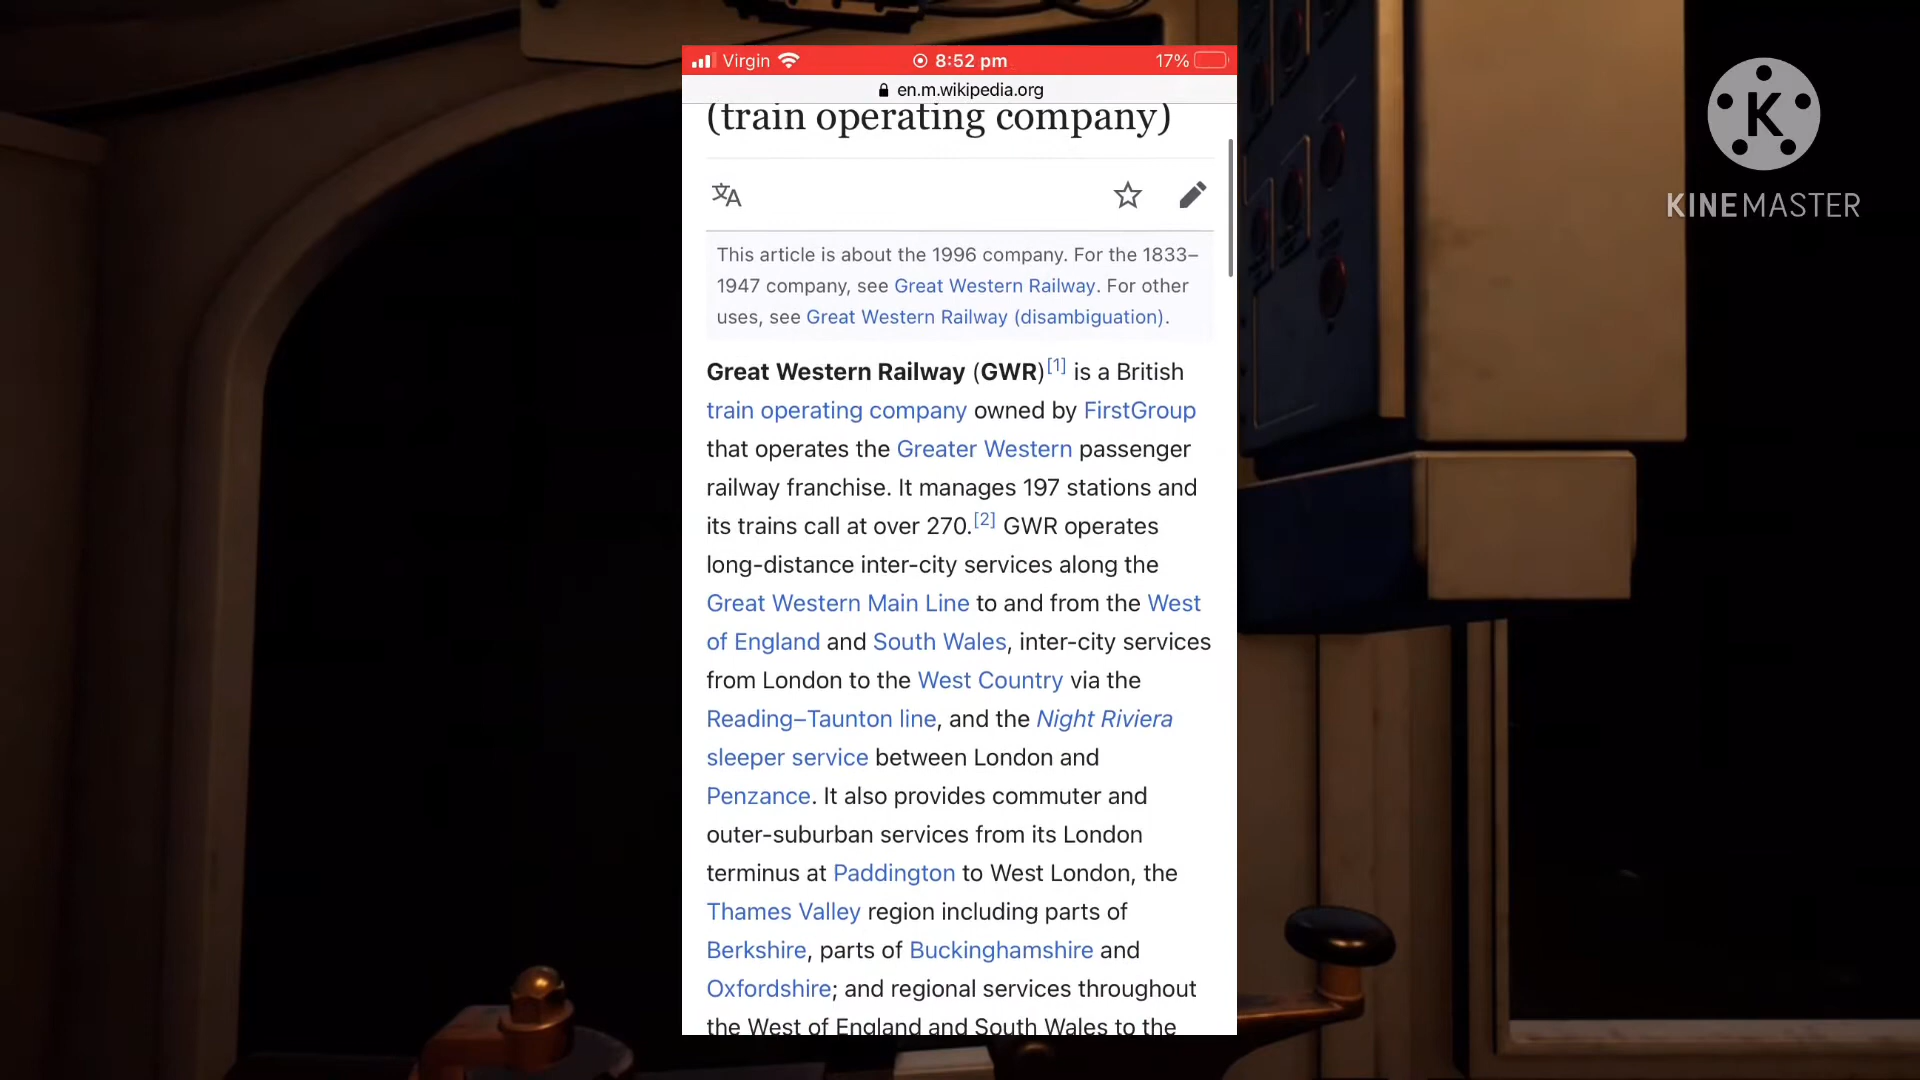 Virgin 8:52 pm 17%
en.m.wikipedia.org
(train operating company)
This article is about the 1996 company. For the 1833–
1947 company, see Great Western Railway. For other
uses, see Great Western Railway (disambiguation).
Great Western Railway (GWR)[1] is a British
train operating company owned by FirstGroup
that operates the Greater Western passenger
railway franchise. It manages 197 stations and
its trains call at over 270.[2] GWR operates
long-distance inter-city services along the
Great Western Main Line to and from the West
of England and South Wales, inter-city services
from London to the West Country via the
Reading–Taunton line, and the Night Riviera
sleeper service between London and
Penzance. It also provides commuter and
outer-suburban services from its London
terminus at Paddington to West London, the
Thames Valley region including parts of
Berkshire, parts of Buckinghamshire and
Oxfordshire; and regional services throughout
the West of England and South Wales to the
K
KINEMASTER